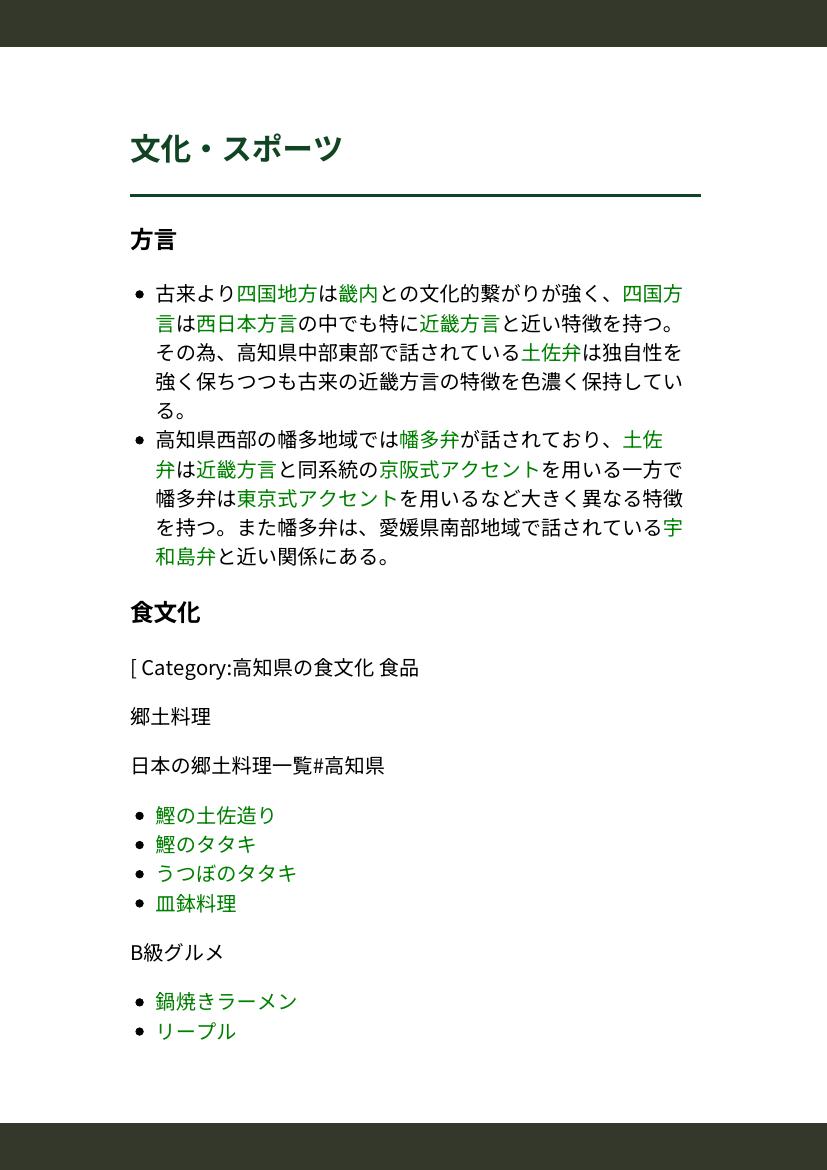 文化・スポーツ
方言
古来より四国地方は畿内との文化的繋がりが強く、四国方
言は西日本方言の中でも特に近畿方言と近い特徴を持つ。
その為、高知県中部東部で話されている土佐弁は独自性を
強く保ちつつも古来の近畿方言の特徴を色濃く保持してい
る。
高知県西部の幡多地域では幡多弁が話されており、土佐
弁は近畿方言と同系統の京阪式アクセントを用いる一方で
幡多弁は東京式アクセントを用いるなど大きく異なる特徴
を持つ。また幡多弁は、愛媛県南部地域で話されている宇
和島弁と近い関係にある。
食文化
[ Category:高知県の食文化 食品
郷土料理
日本の郷土料理一覧#高知県
鰹の土佐造り
鰹のタタキ
うつぼのタタキ
皿鉢料理
B級グルメ
鍋焼きラーメン
リープル